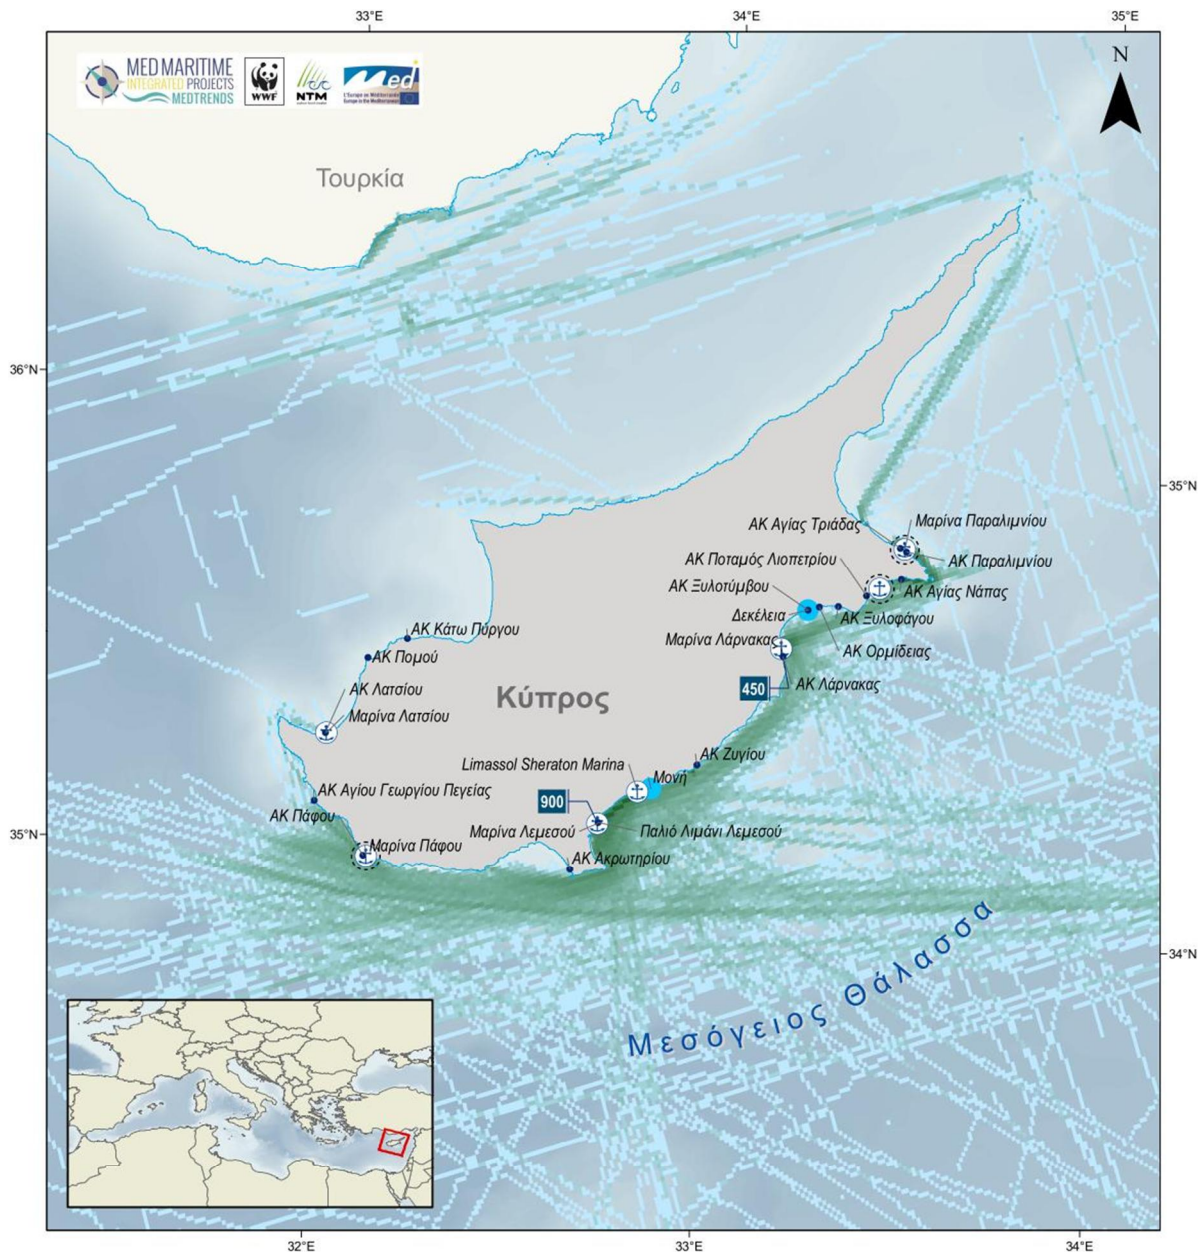 33°E
34°E
35°E
MED MARITIME
INTEGRATED PROJECTS
MEDTRENDS
WWF
NTM
Med
L'Europe en Méditerranée
Europe in the Mediterranean
N
Τουρκία
36°N
35°N
ΑΚ Αγίας Τριάδας
Μαρίνα Παραλιμνίου
ΑΚ Ποταμός Λιοπετρίου
ΑΚ Παραλιμνίου
ΑΚ Ξυλοτύμβου
ΑΚ Αγίας Νάπας
Δεκέλεια
ΑΚ Ξυλοφάγου
ΑΚ Κάτω Πύργου
Μαρίνα Λάρνακας
ΑΚ Ορμίδειας
ΑΚ Πομού
450
ΑΚ Λάρνακας
ΑΚ Λατσίου
Κύπρος
Μαρίνα Λατσίου
ΑΚ Ζυγίου
Limassol Sheraton Marina
Μονή
ΑΚ Αγίου Γεωργίου Πεγείας
900
ΑΚ Πάφου
35°N
Μαρίνα Λεμεσού
Παλιό Λιμάνι Λεμεσού
Μαρίνα Πάφου
ΑΚ Ακρωτηρίου
34°N
Μεσόγειος Θάλασσα
32°E
33°E
34°E